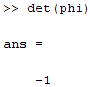 >> det(phi)
ans =
-1